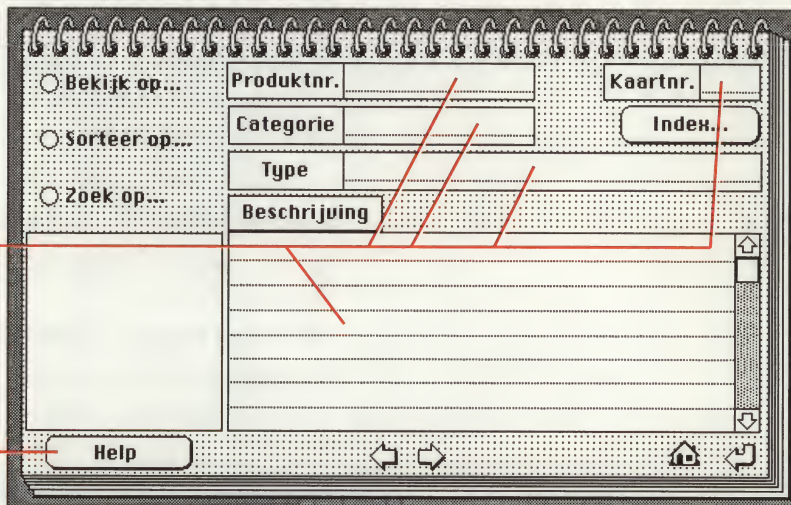 Bekijk op...
Produktnr.
Kaartnr.
Sorteer op...
Categorie
Index...
Type
Zoek op...
Beschrijving
Help